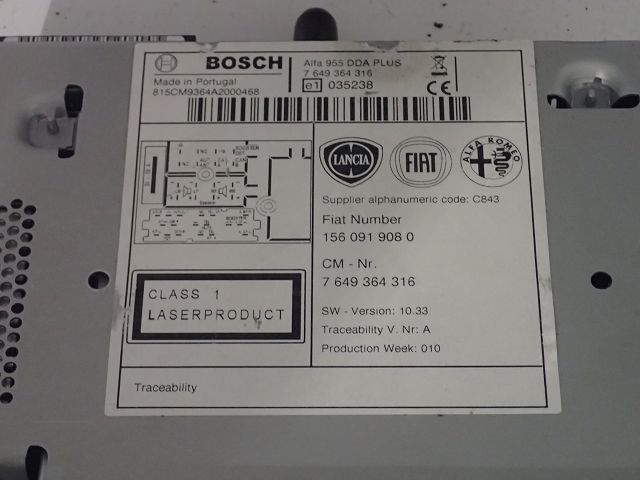 BOSCH
Made in Portugal
815CM9364A2000468
Alfa 955 DDA PLUS
7 649 364 316
e1 035238
CE
LANCIA
FIAT
ALFA ROMEO
Supplier alphanumeric code: C843
Fiat Number
156 091 908 0
CM - Nr.
7 649 364 316
SW - Version: 10.33
Traceability V. Nr: A
Production Week: 010
CLASS 1
LASERPRODUCT
Traceability